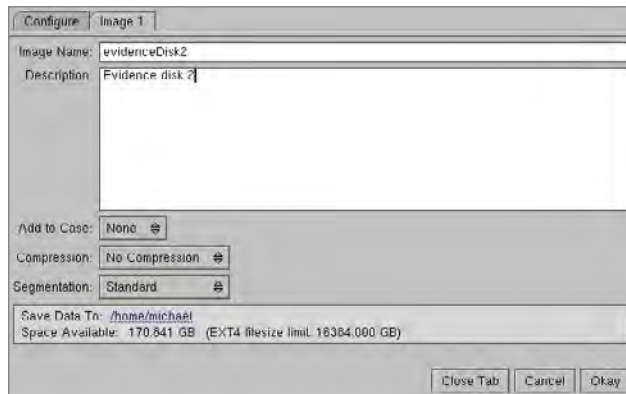 Configure Image 1
Image Name: evidenceDisk2
Description Evidence disk 2
Add to Case: None
Compression: No Compression
Segmentation: Standard
Save Data To: /home/michael
Space Available: 170.841 GB (EXT4 filesize limit. 16384.000 GB)
Close Tab Cancel Okay